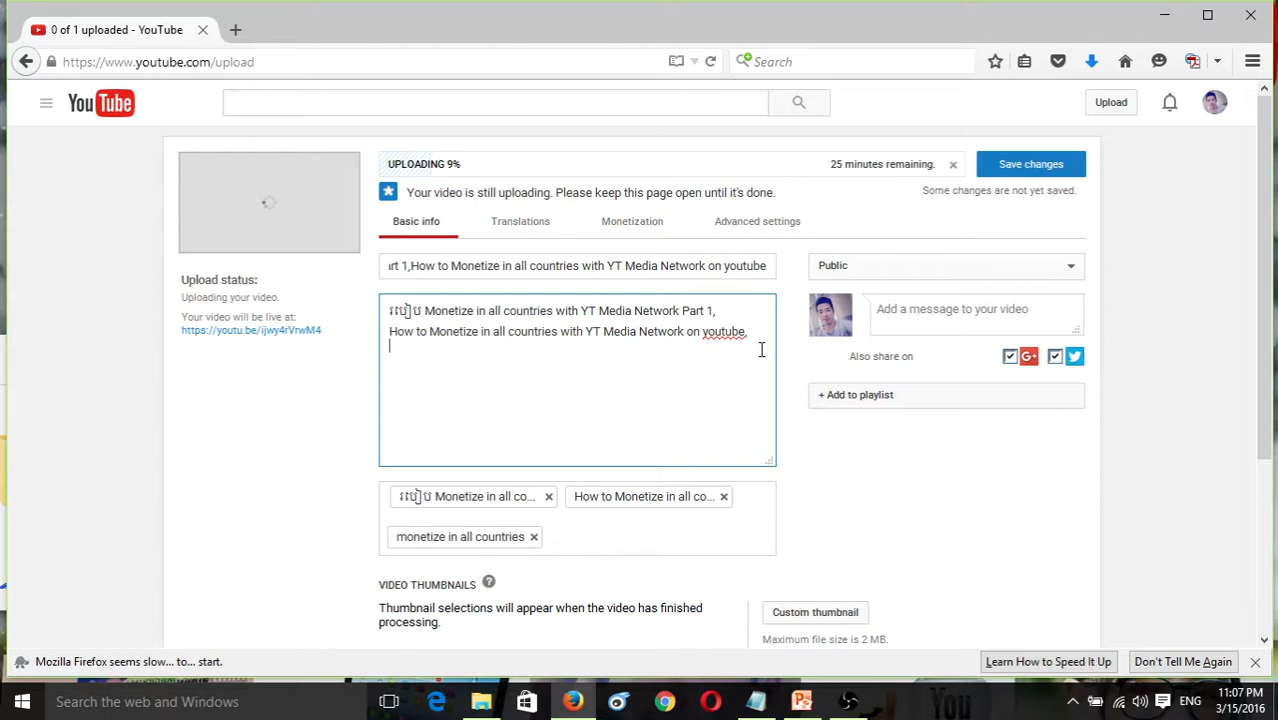 0 of 1 uploaded - YouTube
https://www.youtube.com/upload
Search
YouTube
Upload
UPLOADING 9%
25 minutes remaining.
Save changes
Your video is still uploading. Please keep this page open until it's done.
Some changes are not yet saved.
Basic info
Translations
Monetization
Advanced settings
Upload status:
Uploading your video.
Your video will be live at:
https://youtu.be/ijwy4rVrwM4
ırt 1,How to Monetize in all countries with YT Media Network on youtube
Public
របៀប Monetize in all countries with YT Media Network Part 1,
How to Monetize in all countries with YT Media Network on youtube,
Add a message to your video
Also share on
G+
+ Add to playlist
របៀប Monetize in all co...
How to Monetize in all co...
monetize in all countries
VIDEO THUMBNAILS ?
Thumbnail selections will appear when the video has finished
processing.
Custom thumbnail
Maximum file size is 2 MB.
Mozilla Firefox seems slow... to... start.
Learn How to Speed It Up
Don't Tell Me Again
Search the web and Windows
ENG
11:07 PM
3/15/2016